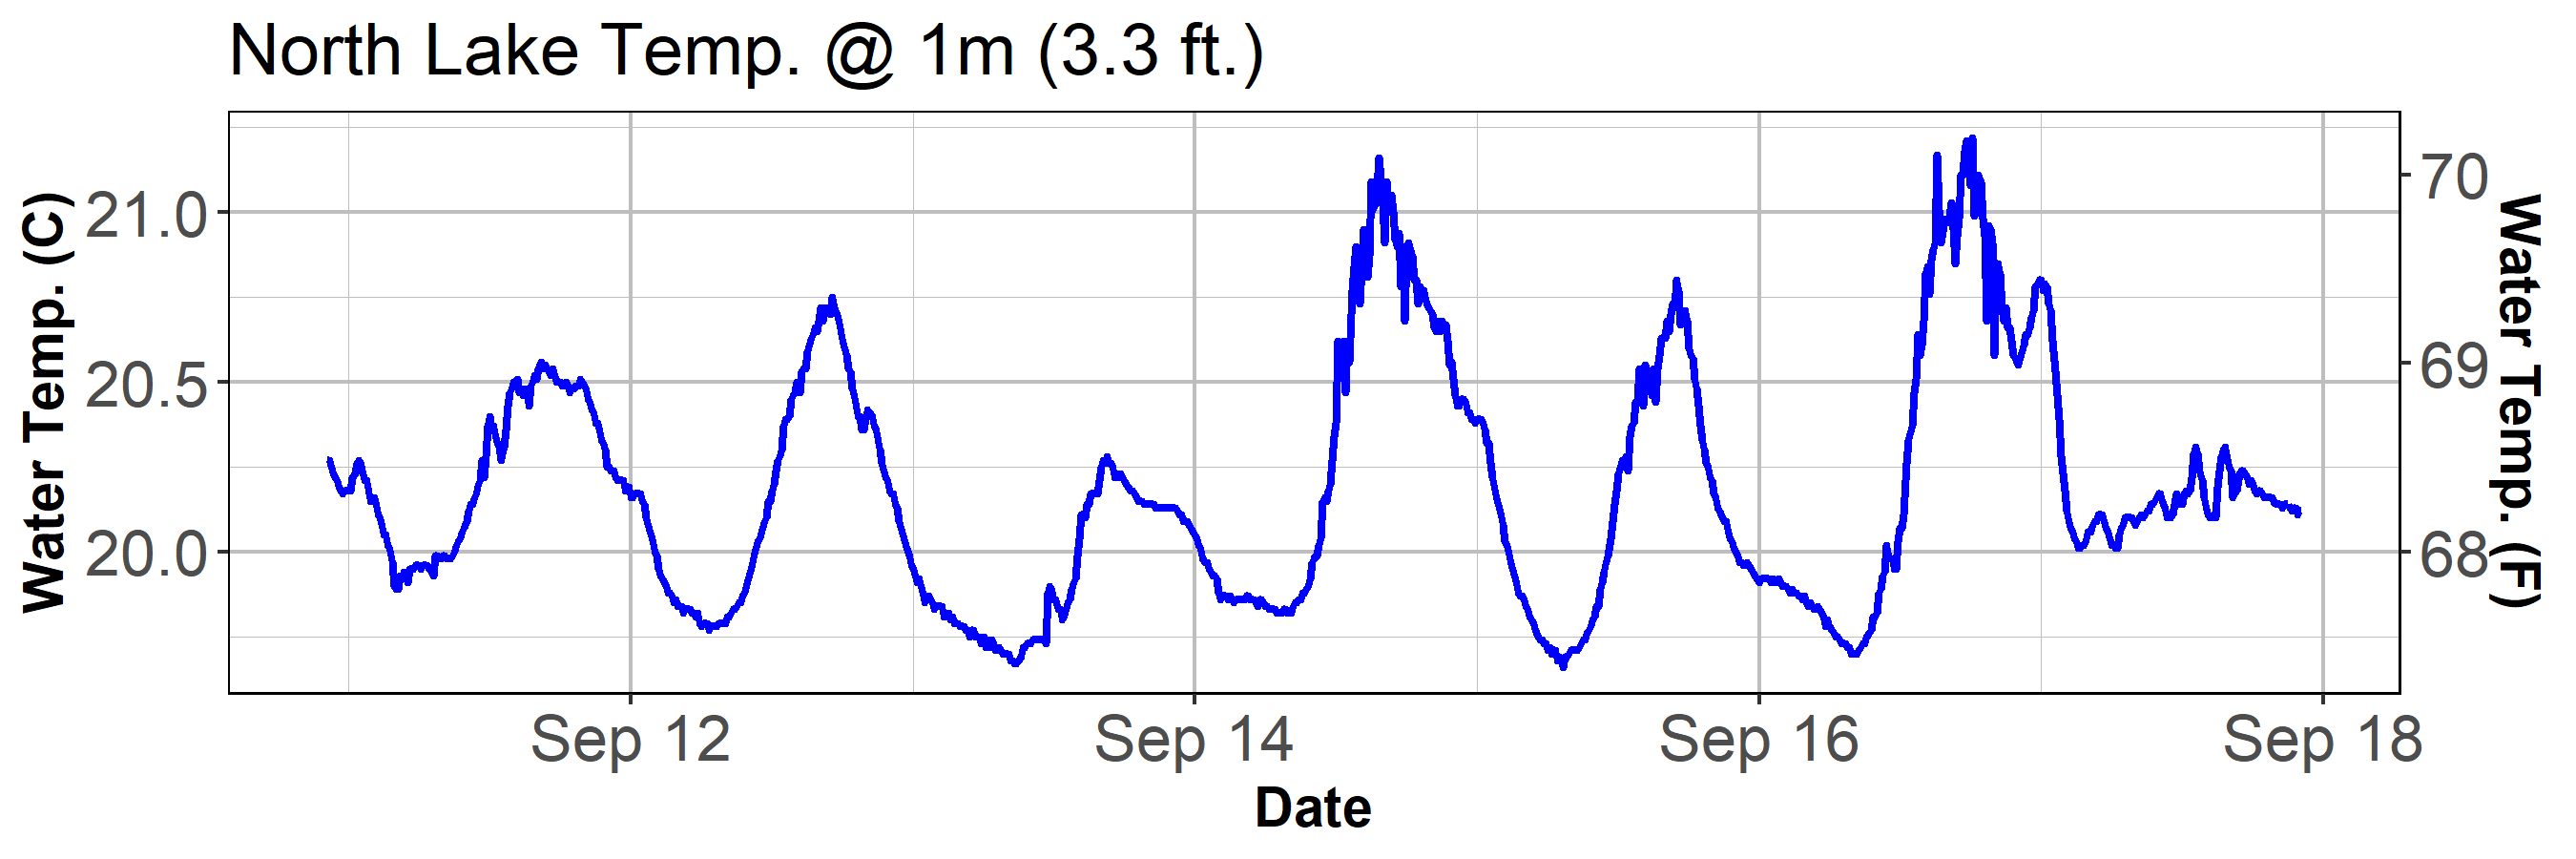 North Lake Temp. @ 1m (3.3 ft.)
Water Temp. (C)
21.0
20.5
20.0
70
69
68
Water Temp. (F)
Sep 12
Sep 14
Sep 16
Sep 18
Date